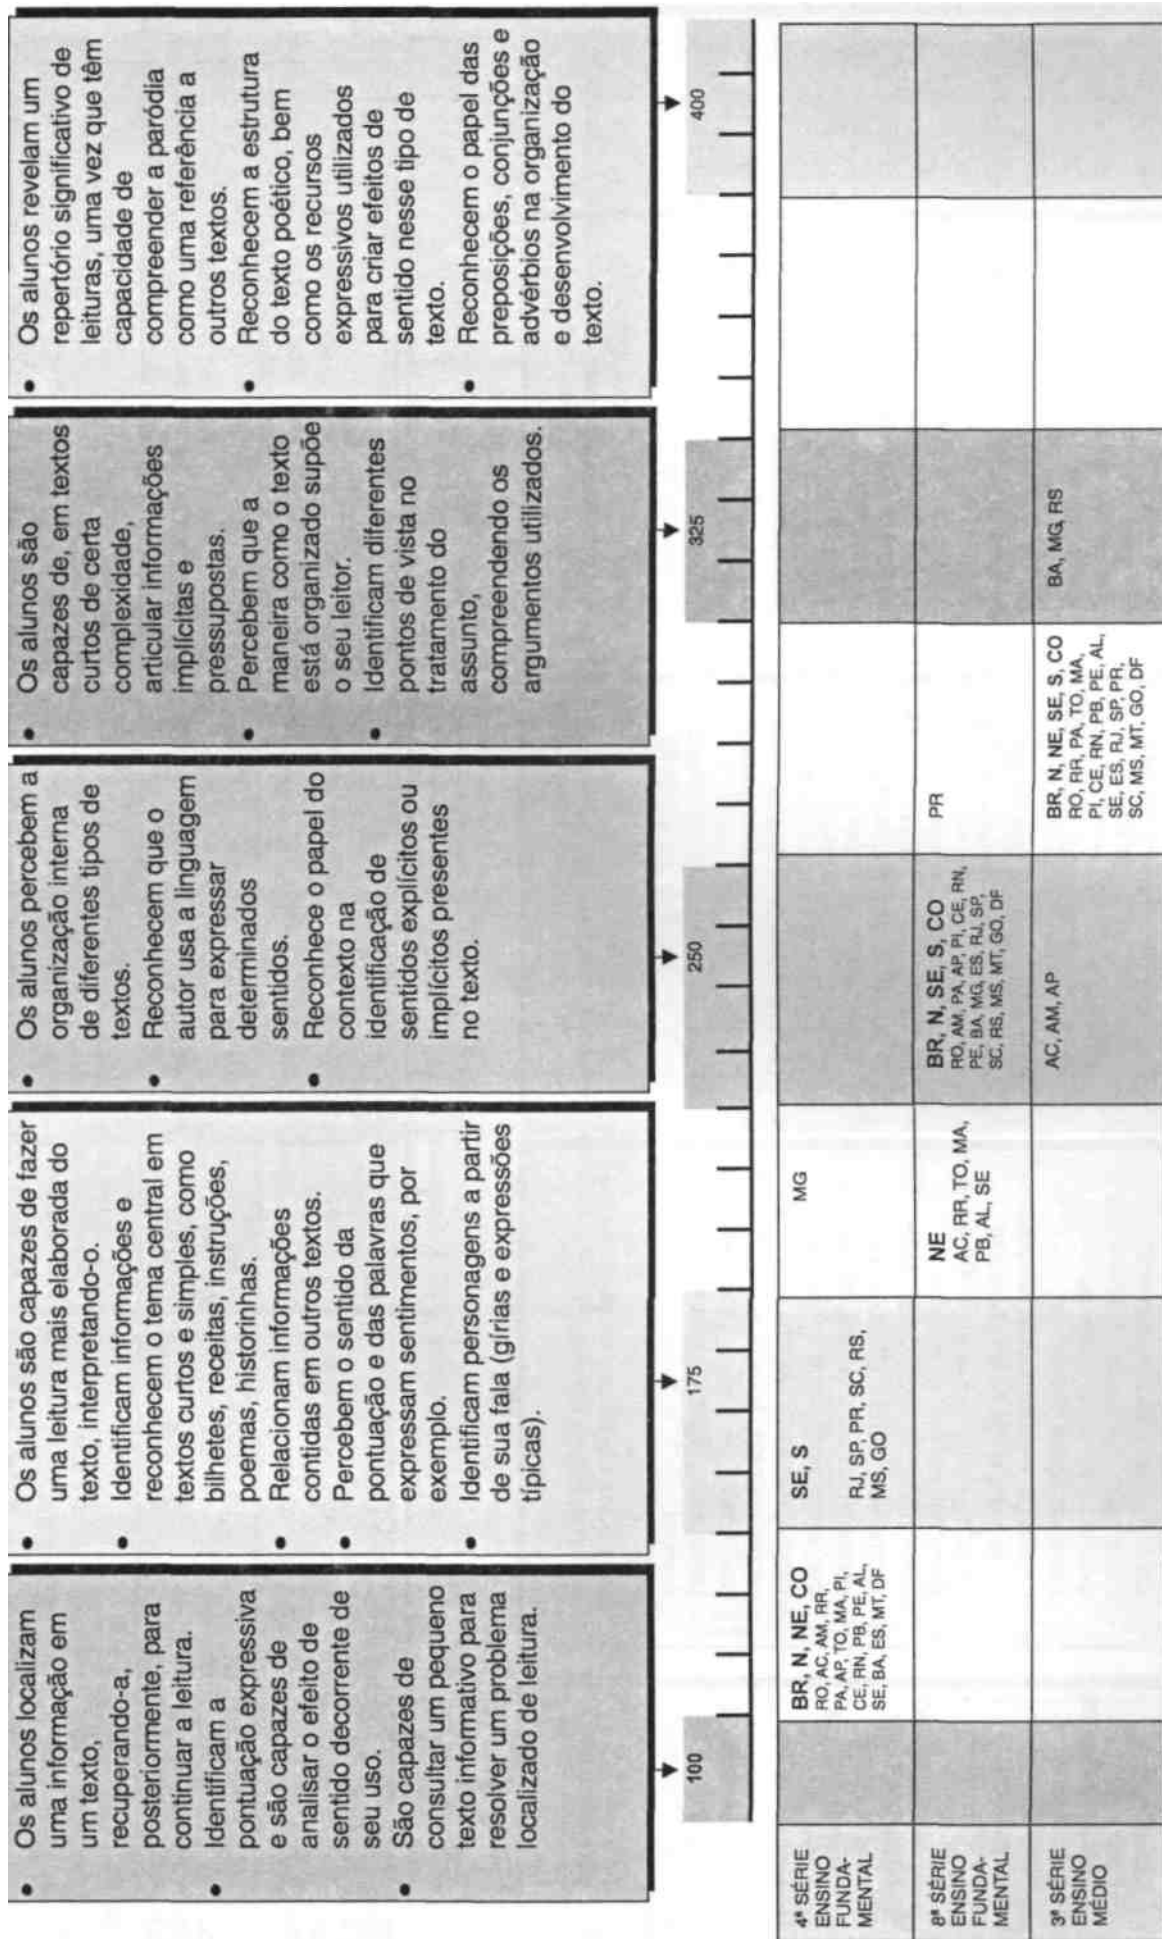 • Os alunos localizam
uma informação em
um texto,
recuperando-a,
posteriormente, para
continuar a leitura.
• Identificam a
pontuação expressiva
e são capazes de
analisar o efeito de
sentido decorrente de
seu uso.
• São capazes de
consultar um pequeno
texto informativo para
resolver um problema
localizado de leitura.
• Os alunos são capazes de fazer
uma leitura mais elaborada do
texto, interpretando-o.
• Identificam informações e
reconhecem o tema central em
textos curtos e simples, como
bilhetes, receitas, instruções,
poemas, historinhas.
• Relacionam informações
contidas em outros textos.
• Percebem o sentido da
pontuação e das palavras que
expressam sentimentos, por
exemplo.
• Identificam personagens a partir
de sua fala (gírias e expressões
típicas).
• Os alunos percebem a
organização interna
de diferentes tipos de
textos.
• Reconhecem que o
autor usa a linguagem
para expressar
determinados
sentidos.
• Reconhece o papel do
contexto na
identificação de
sentidos explícitos ou
implícitos presentes
no texto.
• Os alunos são
capazes de, em textos
curtos de certa
complexidade,
articular informações
implícitas e
pressupostas.
• Percebem que a
maneira como o texto
está organizado supõe
o seu leitor.
• Identificam diferentes
pontos de vista no
tratamento do
assunto,
compreendendo os
argumentos utilizados.
• Os alunos revelam um
repertório significativo de
leituras, uma vez que têm
capacidade de
compreender a paródia
como uma referência a
outros textos.
• Reconhecem a estrutura
do texto poético, bem
como os recursos
expressivos utilizados
para criar efeitos de
sentido nesse tipo de
texto.
• Reconhecem o papel das
preposições, conjunções e
advérbios na organização
e desenvolvimento do
texto.
100 175 250 325 400
4ª SÉRIE
ENSINO
FUNDA-
MENTAL
BR, N, NE, CO
RO, AC, AM, RR,
PA, AP, TO, MA, PI,
CE, RN, PB, PE, AL,
SE, BA, ES, MT, DF
SE, S
RJ, SP, PR, SC, RS,
MS, GO
MG
8ª SÉRIE
ENSINO
FUNDA-
MENTAL
NE
AC, RR, TO, MA,
PB, AL, SE
BR, N, SE, S, CO
RO, AM, PA, AP, PI, CE, RN,
PE, BA, MG, ES, RJ, SP,
SC, RS, MS, MT, GO, DF
PR
3ª SÉRIE
ENSINO
MÉDIO
AC, AM, AP
BR, N, NE, SE, S, CO
RO, RR, PA, TO, MA,
PI, CE, RN, PB, PE, AL,
SE, ES, RJ, SP, PR,
SC, MS, MT, GO, DF
BA, MG, RS